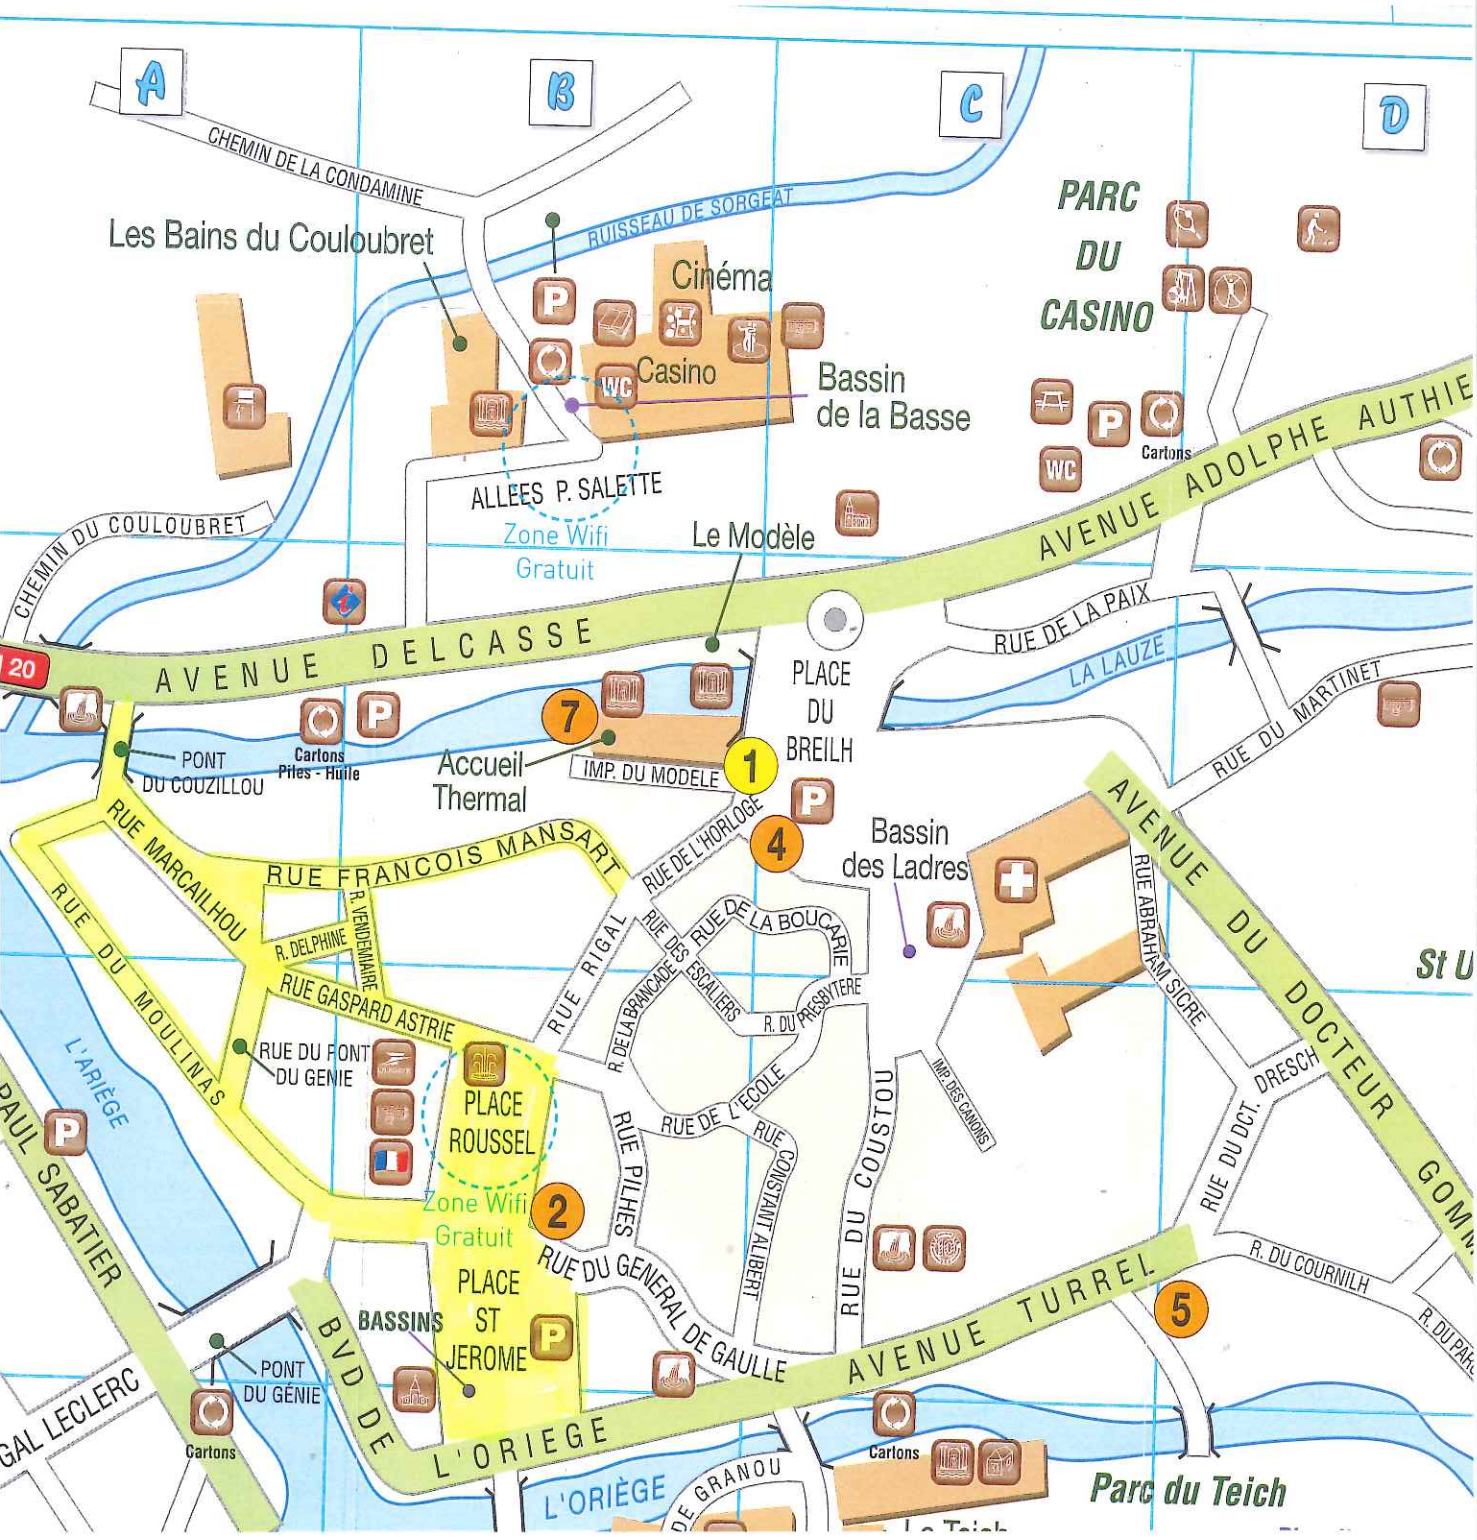 A
B
C
D
CHEMIN DE LA CONDAMINE
Les Bains du Couloubret
RUISSEAU DE SORGEAT
PARC
DU
CASINO
P
Cinéma
Casino
WC
Bassin
de la Basse
P
WC
Cartons
ALLEES P. SALETTE
Zone Wifi
Gratuit
Le Modèle
CHEMIN DU COULOUBRET
i
20
AVENUE DELCASSE
AVENUE ADOLPHE AUTHIE
RUE DE LA PAIX
LA LAUZE
RUE DU MARTINET
PLACE
DU
BREILH
7
P
Cartons
Piles - Huile
PONT
DU COUZILLOU
Accueil
Thermal
IMP. DU MODELE
1
P
4
RUE DE L'HORLOGE
Bassin
des Ladres
RUE MARCAILHOU
RUE FRANCOIS MANSART
R. VENDEMIAIRE
R. DELPHINE
RUE DU MOULINAS
RUE GASPARD ASTRIE
RUE RIGAL
RUE DES ESCALIERS
RUE DE LA BOUCARIE
R. DE LA BANCADE
R. DU PRESBYTERE
RUE ABRAHAM SICRE
AVENUE DU DOCTEUR GOMM
St U
L'ARIÈGE
RUE DU PONT
DU GENIE
PLACE
ROUSSEL
Zone Wifi
Gratuit
2
RUE DE L'ECOLE
RUE PILHES
RUE CONSTANT ALIBERT
RUE DU COUSTOU
IMP. DES CANONS
RUE DU DCT. DRESCH
P
PAUL SABATIER
PLACE
ST
JEROME
P
BASSINS
RUE DU GENERAL DE GAULLE
AVENUE TURREL
5
R. DU COURNILH
R. DU PAR
PONT
DU GÉNIE
GAL LECLERC
Cartons
BVD DE L'ORIEGE
L'ORIÈGE
DE GRANOU
Cartons
Parc du Teich
Le Teich